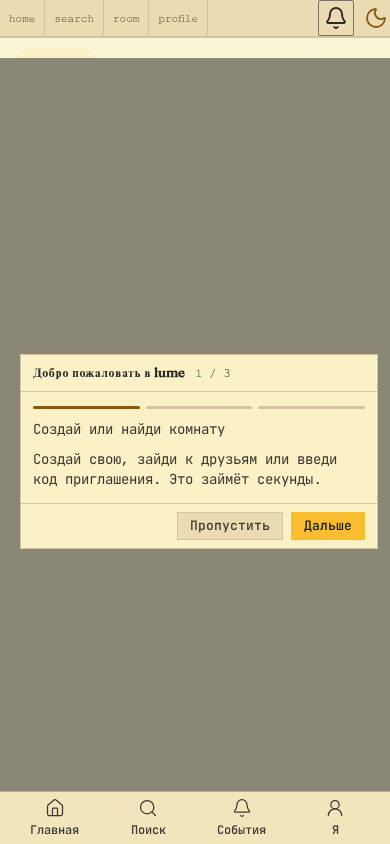 home search room profile
Добро пожаловать в lume 1 / 3
Создай или найди комнату
Создай свою, зайди к друзьям или введи
код приглашения. Это займёт секунды.
Пропустить Дальше
Главная Поиск События Я